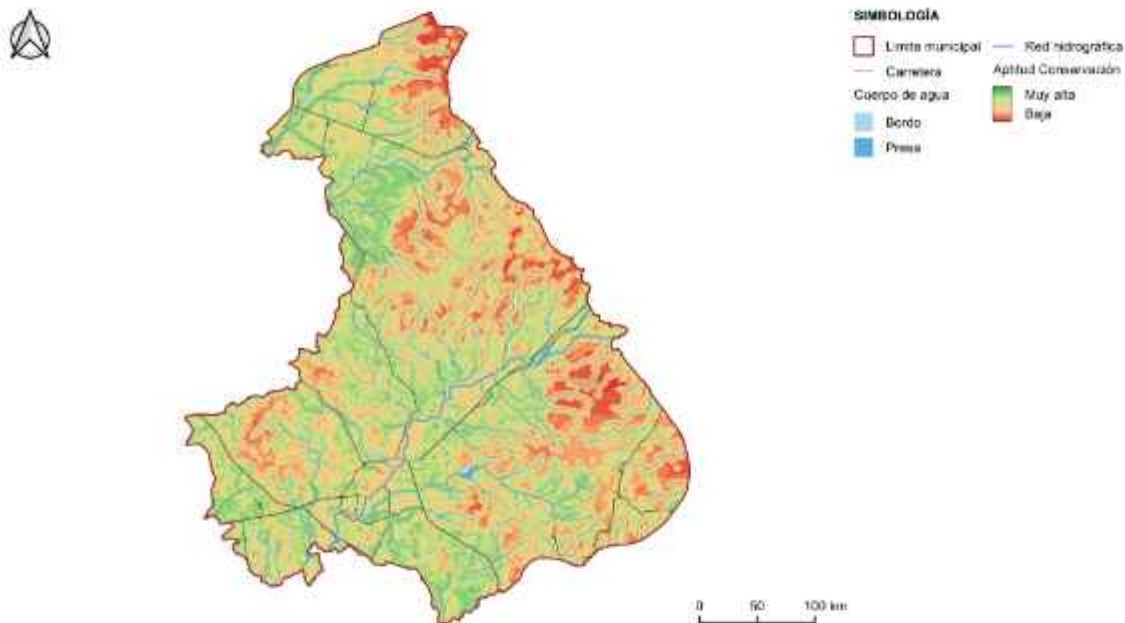 SIMBOLOGÍA
Limite municipal
Red hidrográfica
Carretera
Aptitud Conservación
Cuerpo de agua
Muy alta
Baja
Bordo
Presa
0 50 100 km